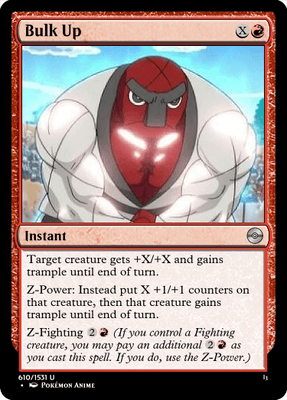 Bulk Up X R
Instant
Target creature gets +X/+X and gains
trample until end of turn.
Z-Power: Instead put X +1/+1 counters on
that creature, then that creature gains
trample until end of turn.
Z-Fighting 2 (If you control a Fighting
creature, you may pay an additional 2 as
you cast this spell. If you do, use the Z-Power.)
610/1531 U
• Pokémon Anime